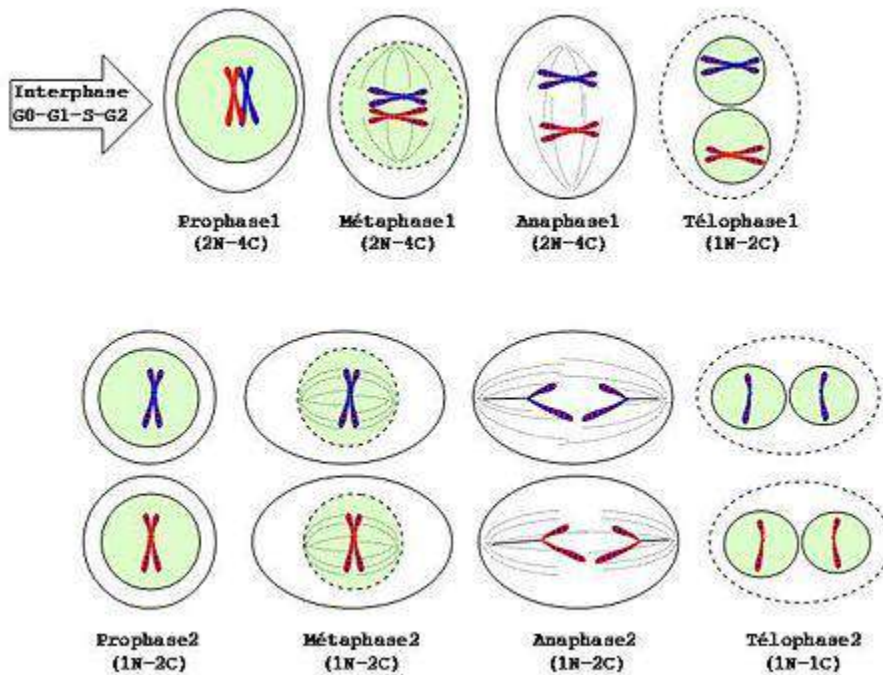 Interphase
G0-G1-S-G2
Prophase1
(2N-4C)
Métaphase1
(2N-4C)
Anaphase1
(2N-4C)
Télophase1
(1N-2C)
Prophase2
(1N-2C)
Métaphase2
(1N-2C)
Anaphase2
(1N-2C)
Télophase2
(1N-1C)